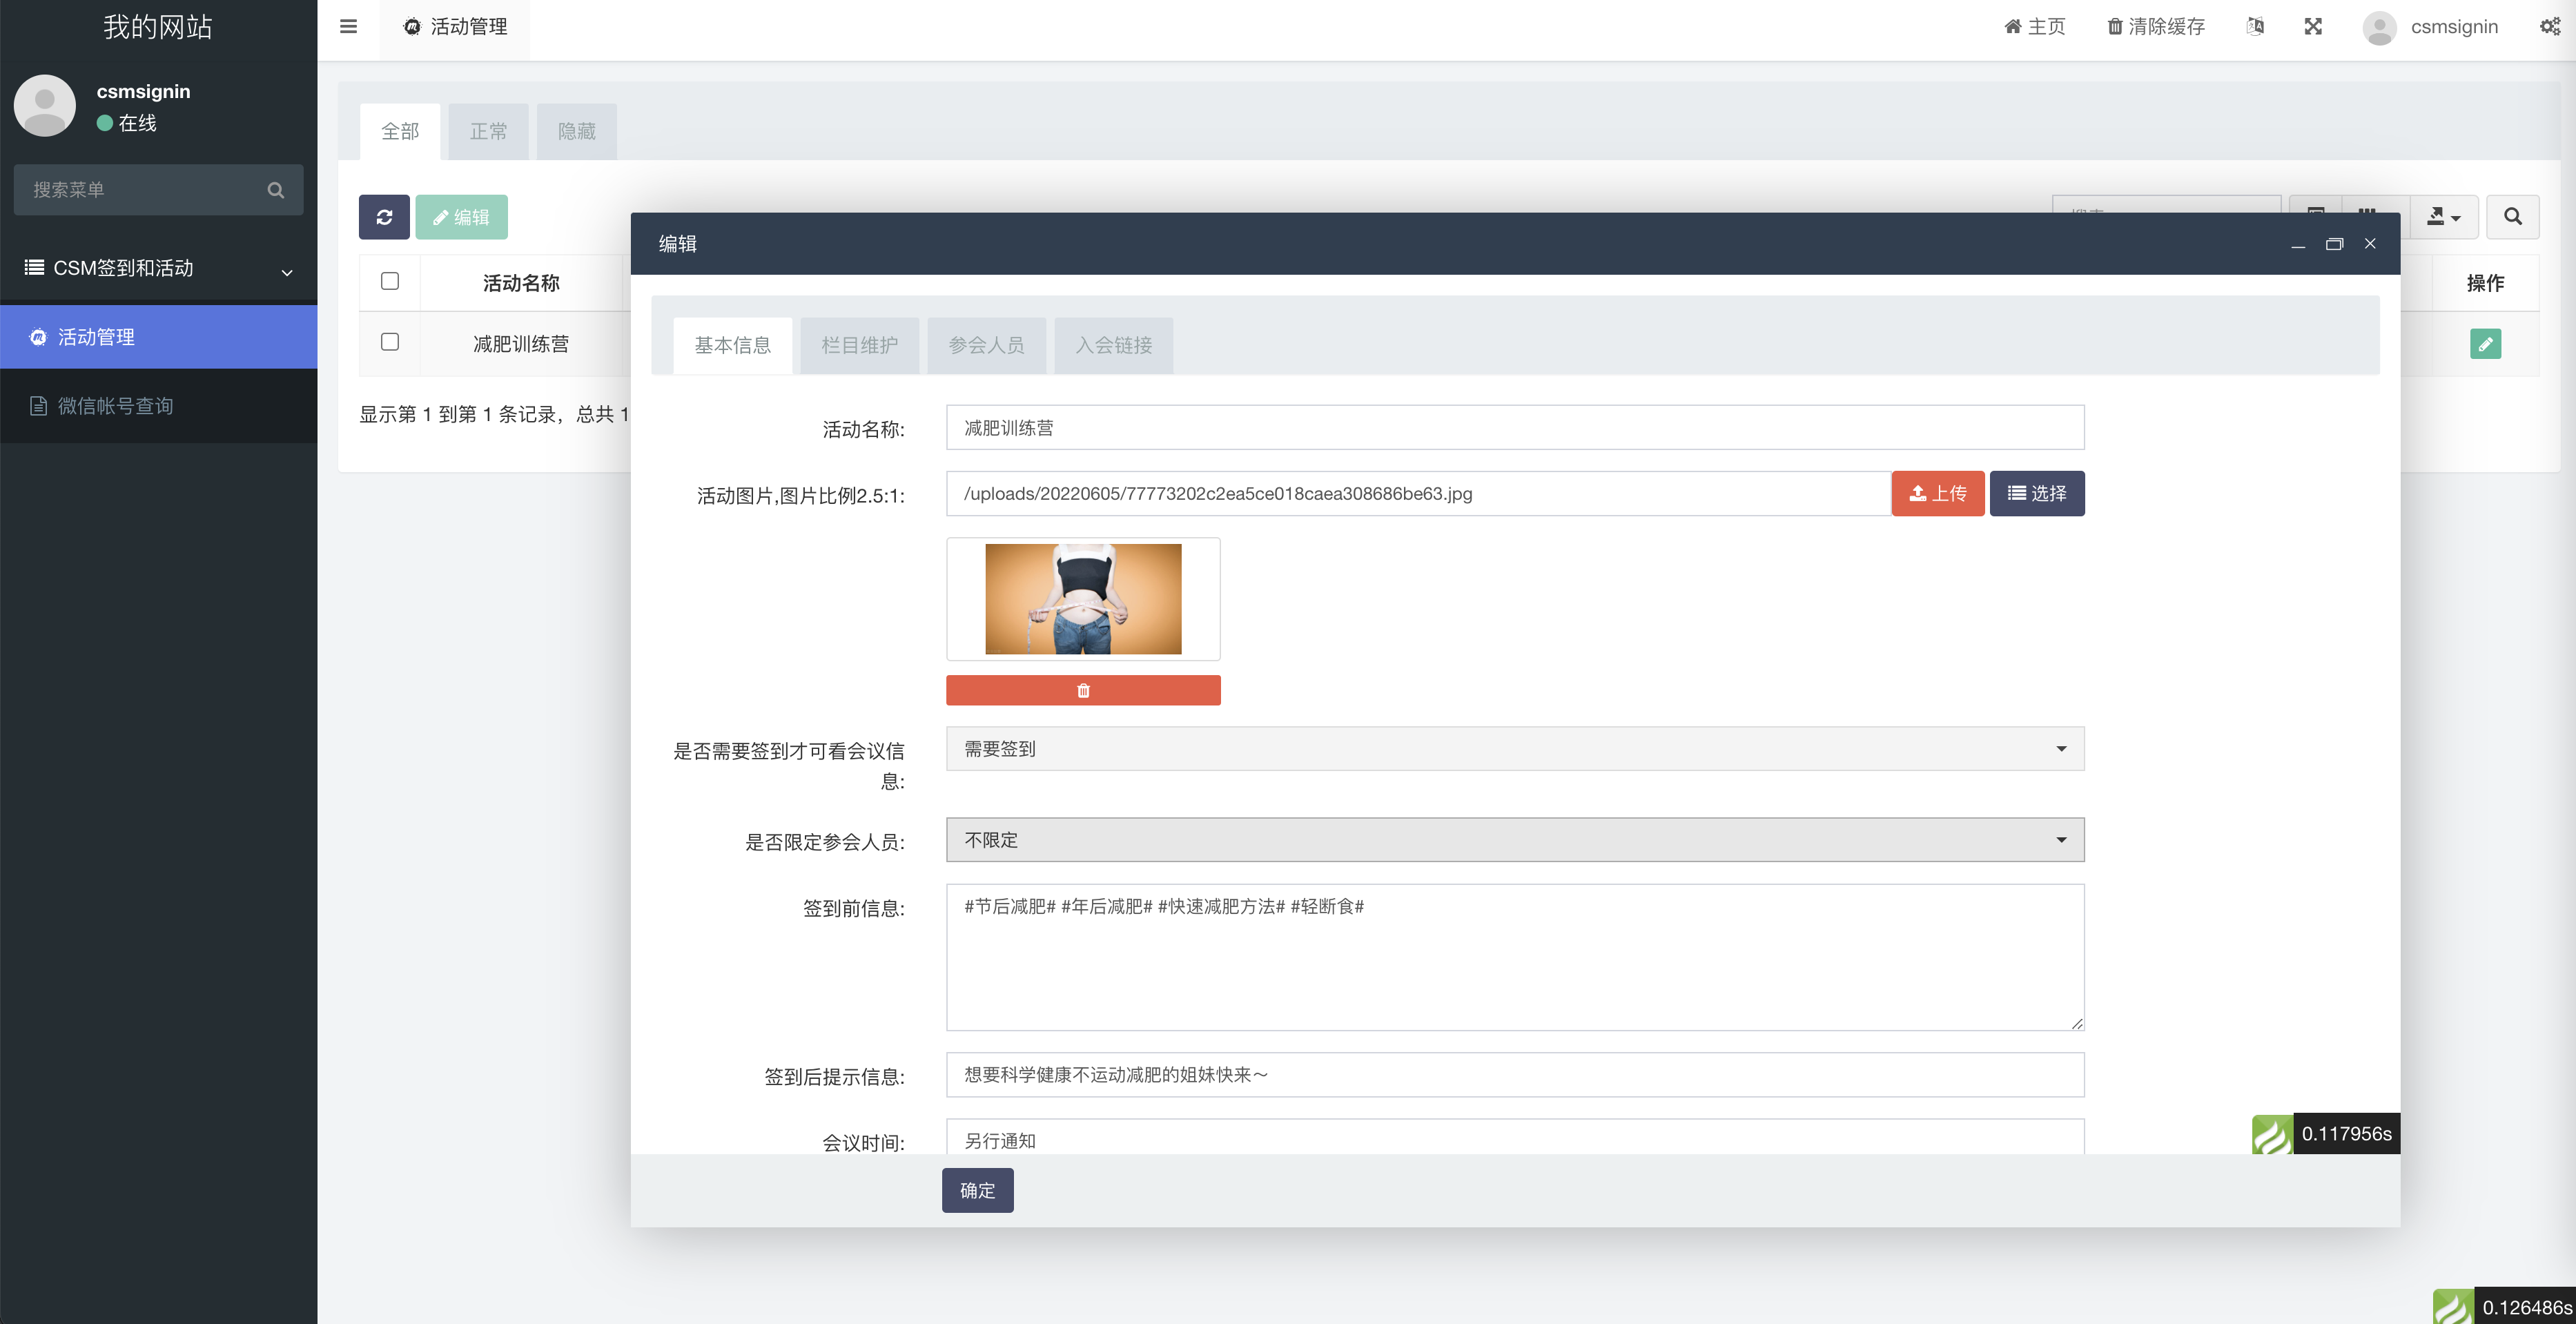 我的网站
活动管理
主页
清除缓存
csmsignin
csmsignin
在线
搜索菜单
CSM签到和活动
活动管理
微信帐号查询
全部
正常
隐藏
编辑
活动名称
操作
减肥训练营
显示第 1 到第 1 条记录，总共 1
编辑
基本信息
栏目维护
参会人员
入会链接
活动名称:
减肥训练营
活动图片,图片比例2.5:1:
/uploads/20220605/77773202c2ea5ce018caea308686be63.jpg
上传
选择
是否需要签到才可看会议信
息:
需要签到
是否限定参会人员:
不限定
签到前信息:
#节后减肥# #年后减肥# #快速减肥方法# #轻断食#
签到后提示信息:
想要科学健康不运动减肥的姐妹快来～
会议时间:
另行通知
0.117956s
确定
0.126486s